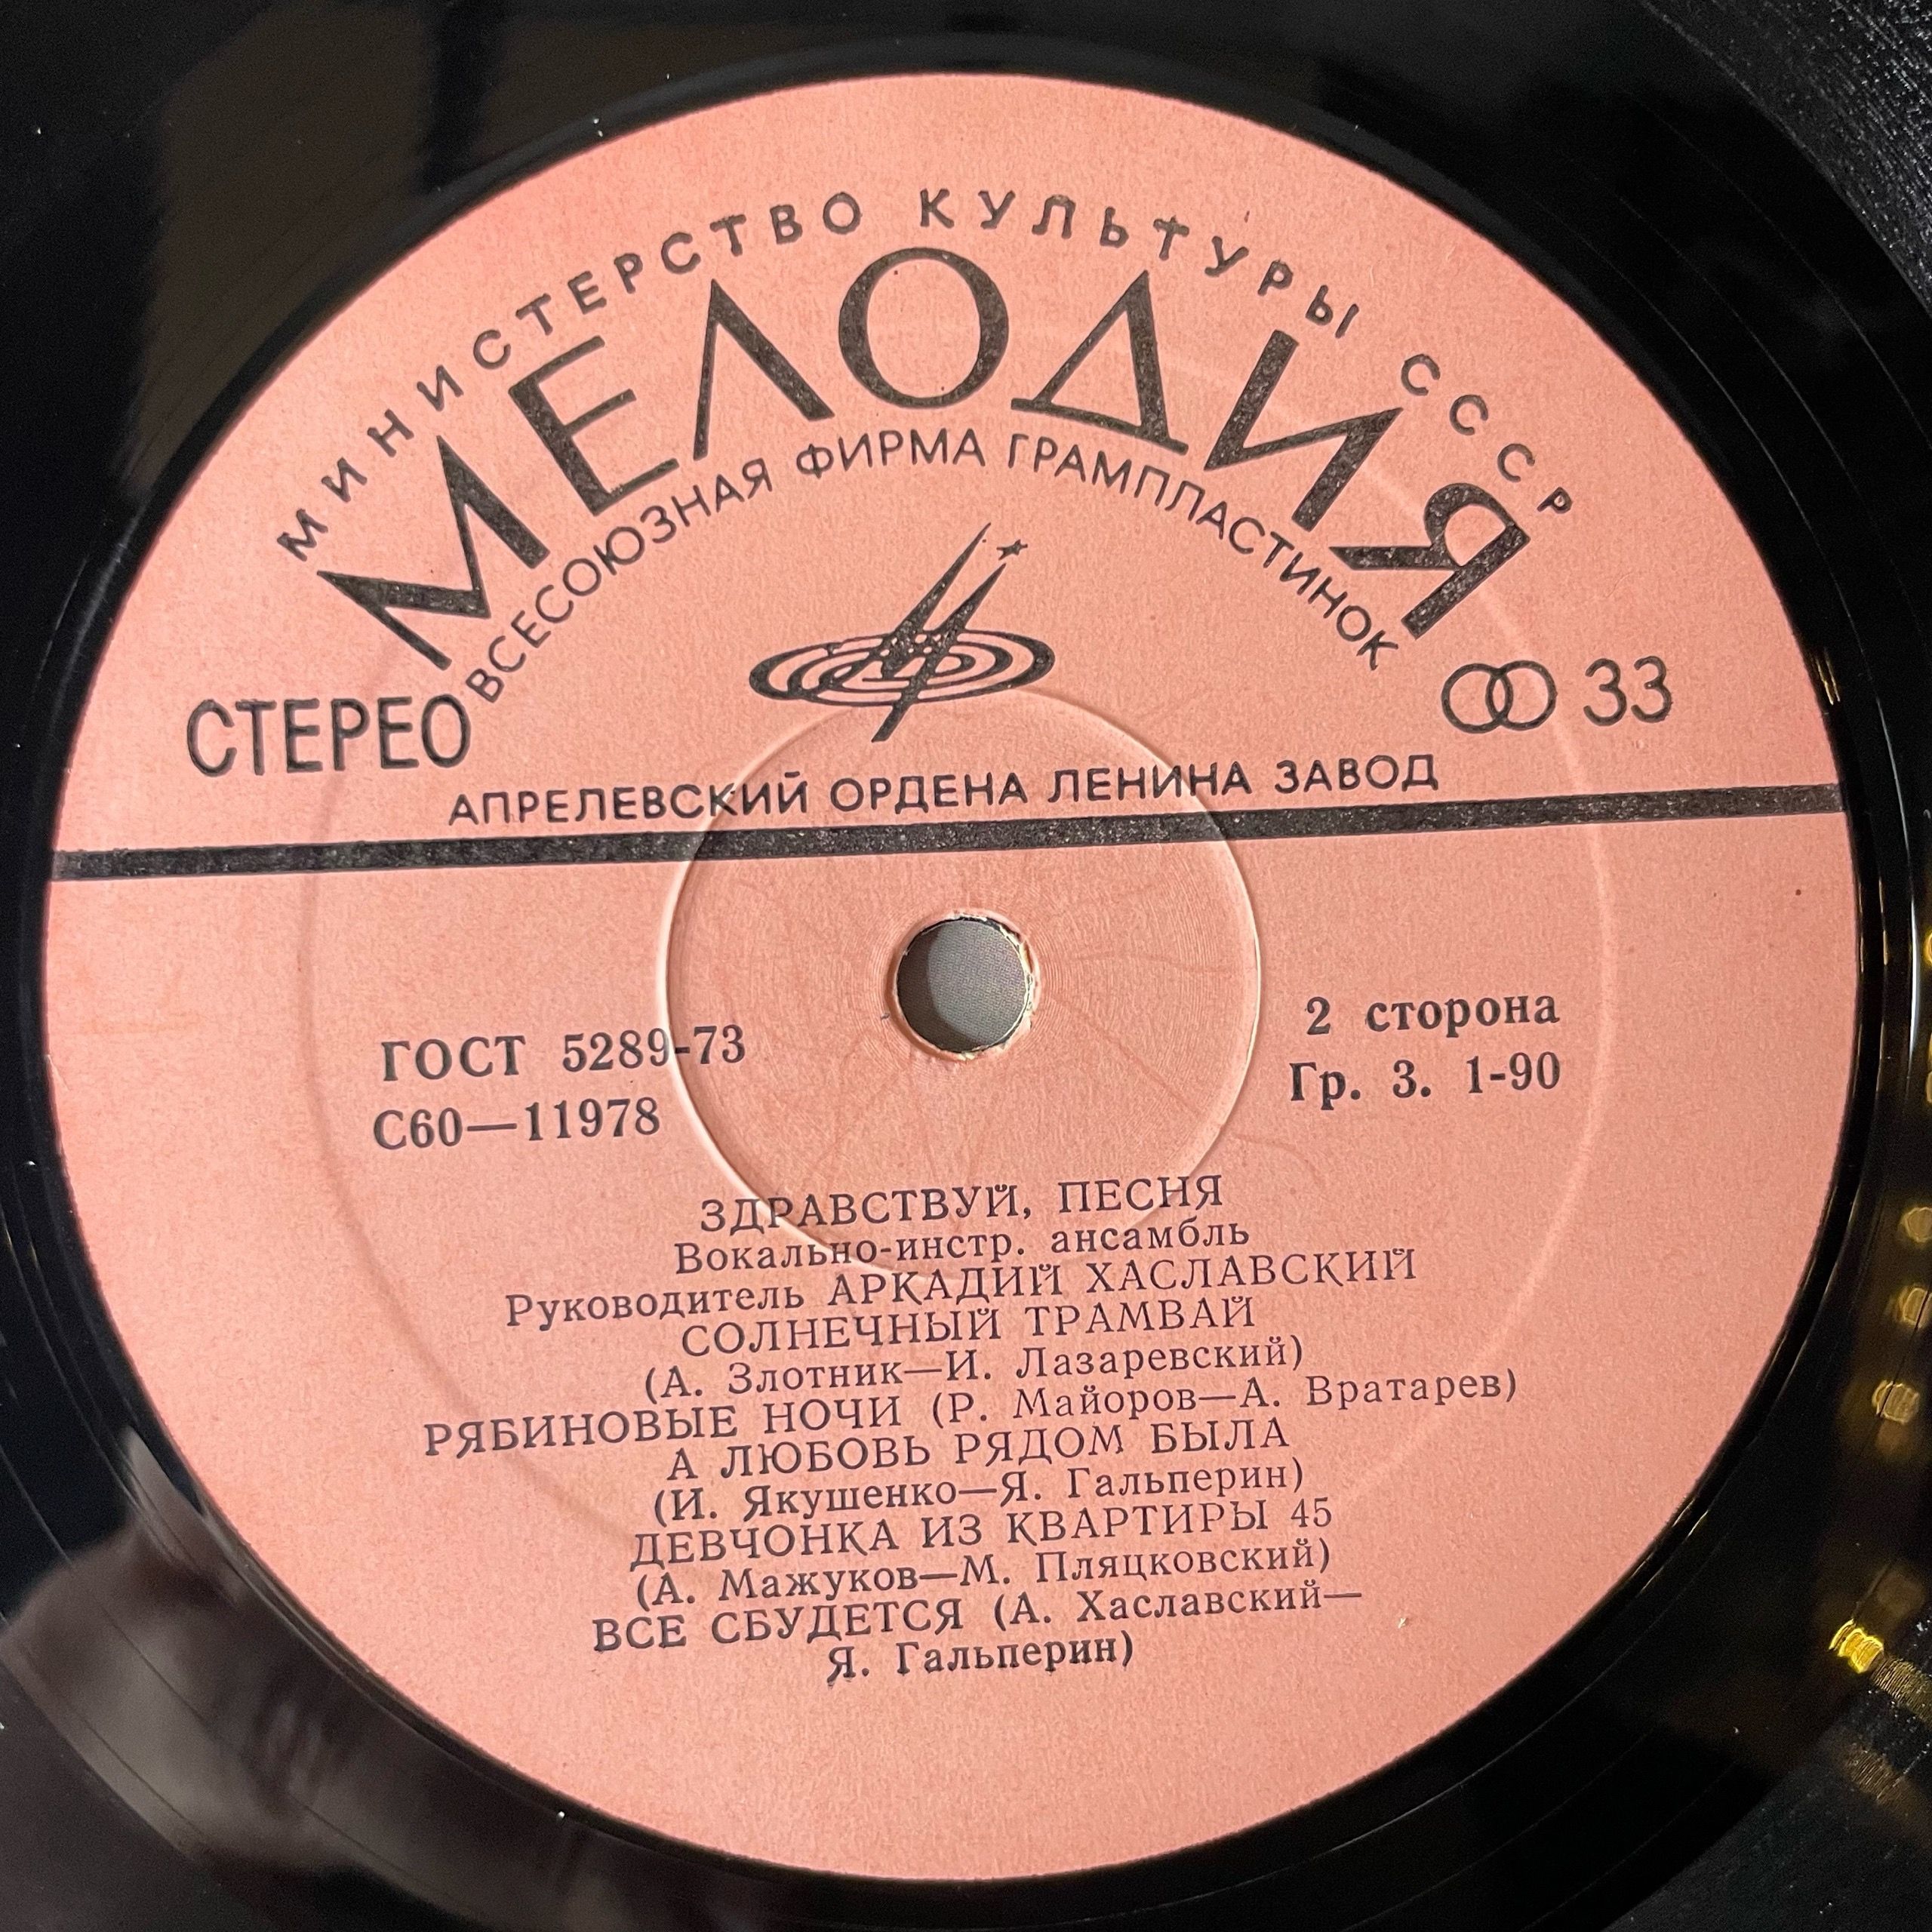 МИНИСТЕРСТВО КУЛЬТУРЫ СССР
МЕЛОДИЯ
ВСЕСОЮЗНАЯ ФИРМА ГРАМПЛАСТИНОК
СТЕРЕО
33
АПРЕЛЕВСКИЙ ОРДЕНА ЛЕНИНА ЗАВОД
ГОСТ 5289-73
С60—11978
2 сторона
Гр. 3. 1-90
ЗДРАВСТВУЙ, ПЕСНЯ
Вокально-инстр. ансамбль
Руководитель АРКАДИЙ ХАСЛАВСКИЙ
СОЛНЕЧНЫЙ ТРАМВАЙ
(А. Злотник—И. Лазаревский)
РЯБИНОВЫЕ НОЧИ (Р. Майоров—А. Вратарев)
А ЛЮБОВЬ РЯДОМ БЫЛА
(И. Якушенко—Я. Гальперин)
ДЕВЧОНКА ИЗ КВАРТИРЫ 45
(А. Мажуков—М. Пляцковский)
ВСЕ СБУДЕТСЯ (А. Хаславский—
Я. Гальперин)